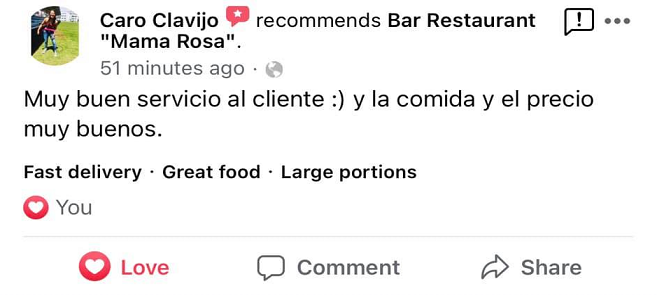 Caro Clavijo recommends Bar Restaurant
"Mama Rosa".
51 minutes ago ·
Muy buen servicio al cliente :) y la comida y el precio
muy buenos.
Fast delivery · Great food · Large portions
You
Love Comment Share